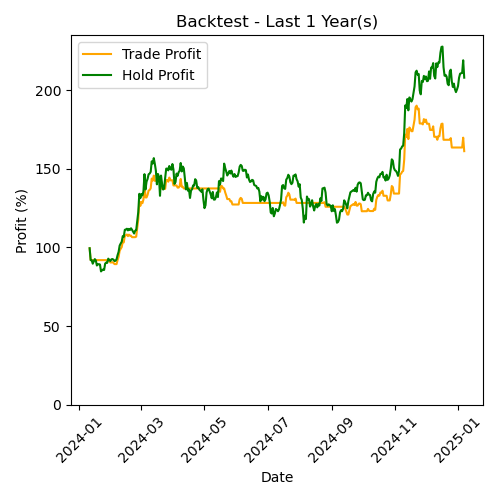 Backtest - Last 1 Year(s)
Trade Profit
Hold Profit
Profit (%)
200
150
100
50
0
2024-01
2024-03
2024-05
2024-07
2024-09
2024-11
2025-01
Date